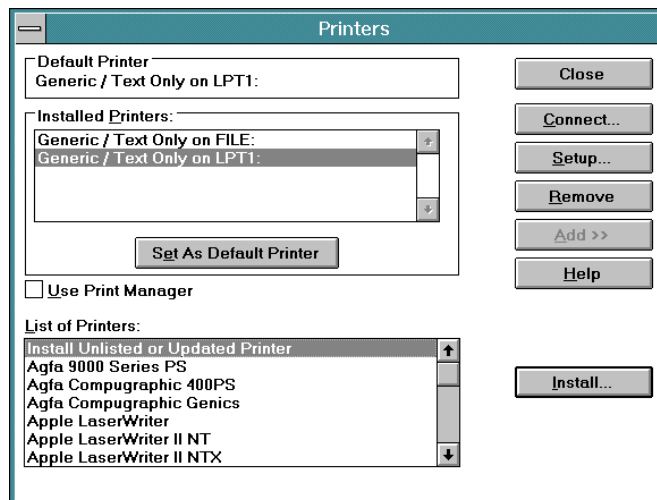 Printers
Default Printer
Generic / Text Only on LPT1:
Close
Installed Printers:
Connect...
Generic / Text Only on FILE:
Generic / Text Only on LPT1:
Setup...
Remove
Add >>
Set As Default Printer
Help
Use Print Manager
List of Printers:
Install Unlisted or Updated Printer
Agfa 9000 Series PS
Agfa Compugraphic 400PS
Install...
Agfa Compugraphic Genics
Apple LaserWriter
Apple LaserWriter II NT
Apple LaserWriter II NTX